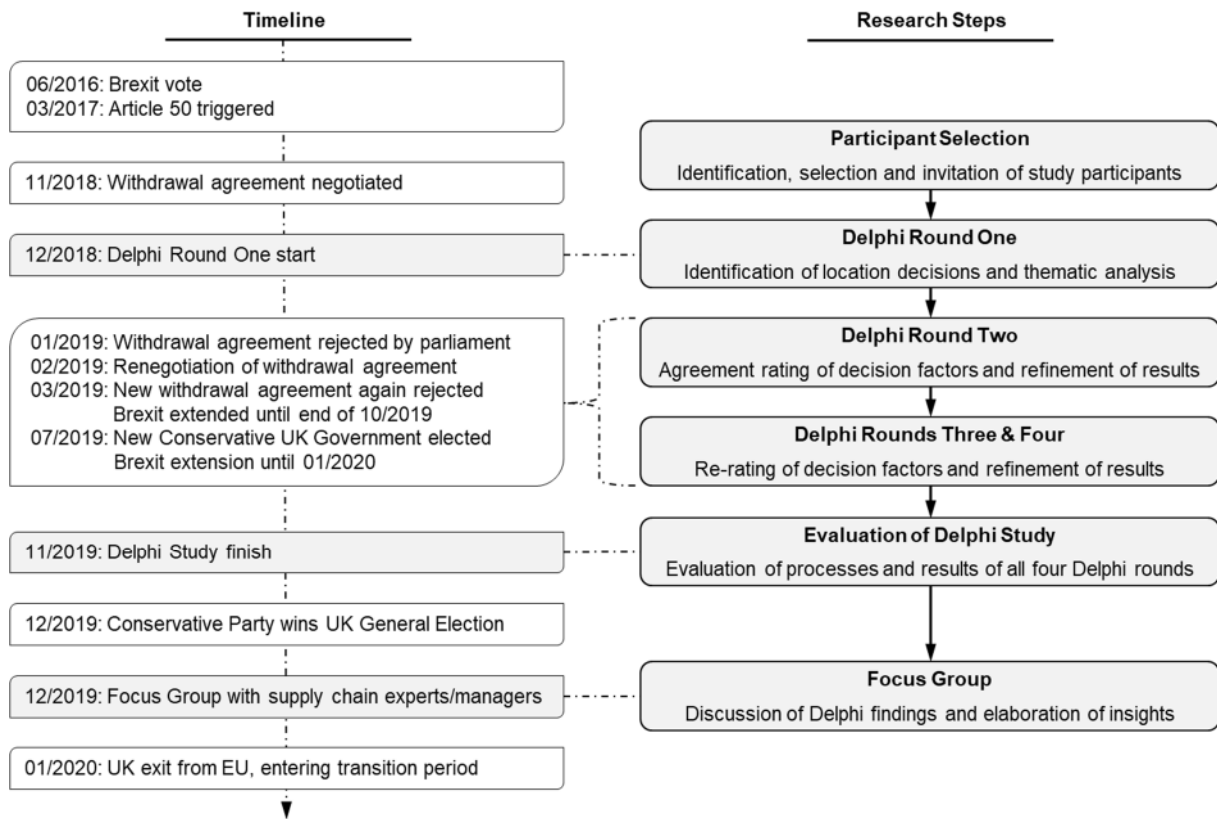 Timeline
06/2016: Brexit vote
03/2017: Article 50 triggered
11/2018: Withdrawal agreement negotiated
12/2018: Delphi Round One start
01/2019: Withdrawal agreement rejected by parliament
02/2019: Renegotiation of withdrawal agreement
03/2019: New withdrawal agreement again rejected
Brexit extended until end of 10/2019
07/2019: New Conservative UK Government elected
Brexit extension until 01/2020
11/2019: Delphi Study finish
12/2019: Conservative Party wins UK General Election
12/2019: Focus Group with supply chain experts/managers
01/2020: UK exit from EU, entering transition period
Research Steps
Participant Selection
Identification, selection and invitation of study participants
Delphi Round One
Identification of location decisions and thematic analysis
Delphi Round Two
Agreement rating of decision factors and refinement of results
Delphi Rounds Three & Four
Re-rating of decision factors and refinement of results
Evaluation of Delphi Study
Evaluation of processes and results of all four Delphi rounds
Focus Group
Discussion of Delphi findings and elaboration of insights